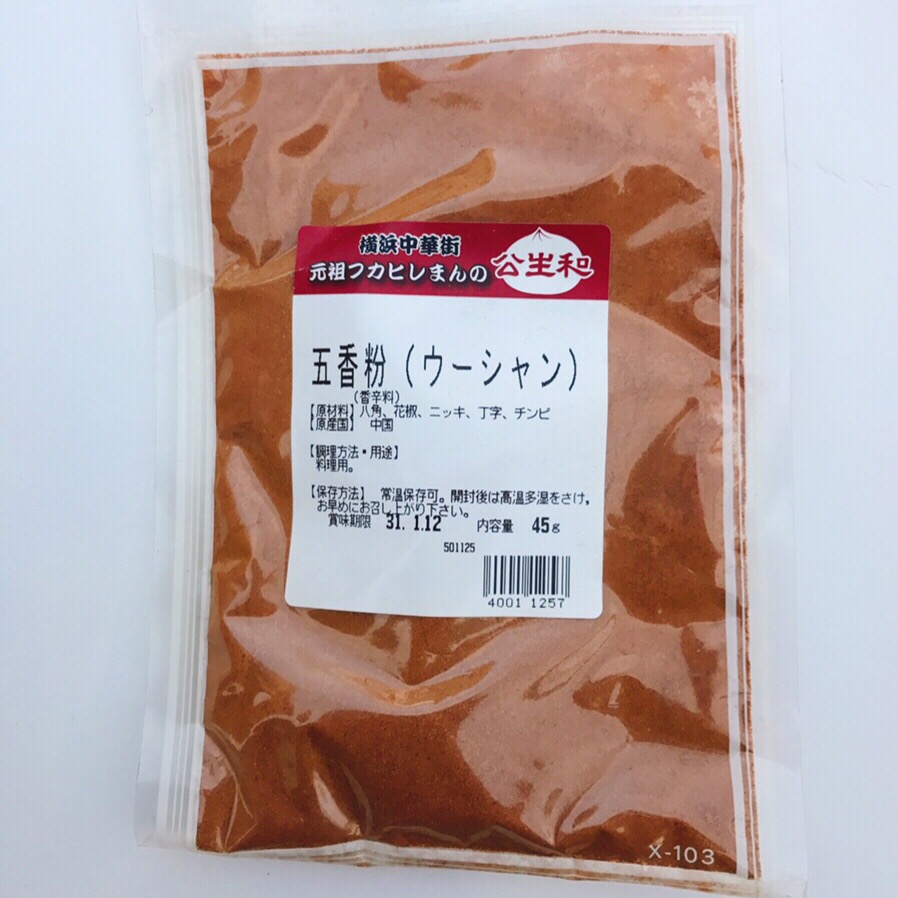 横浜中華街
元祖フカヒレまんの 公生和
五香粉（ウーシャン）
（香辛料）
【原材料】八角、花椒、ニッキ、丁字、チンピ
【原産国】 中国
【調理方法・用途】
料理用。
【保存方法】 常温保存可。開封後は高温多湿をさけ，
お早めにお召し上がり下さい。
賞味期限 31. 1.12 内容量 45g
501125
4001 1257
X-103